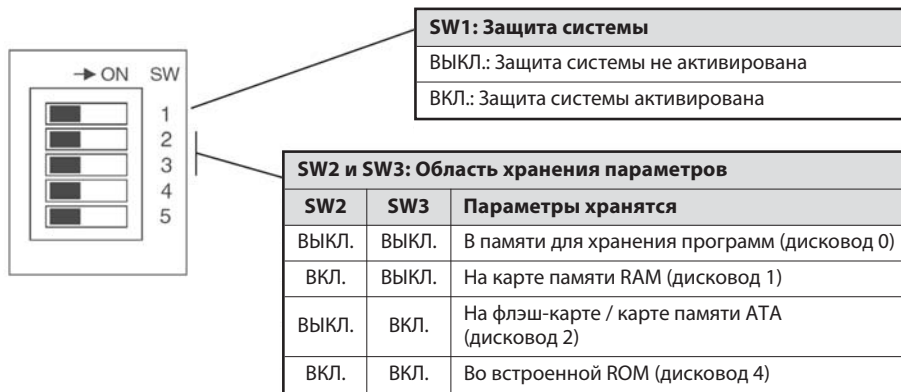 SW1: Защита системы
ВЫКЛ.: Защита системы не активирована
ВКЛ.: Защита системы активирована
ON SW
1
2
3
4
5
SW2 и SW3: Область хранения параметров
SW2 SW3 Параметры хранятся
ВЫКЛ. ВЫКЛ. В памяти для хранения программ (дисковод 0)
ВКЛ. ВЫКЛ. На карте памяти RAM (дисковод 1)
ВЫКЛ. ВКЛ. На флэш-карте / карте памяти ATA
(дисковод 2)
ВКЛ. ВКЛ. Во встроенной ROM (дисковод 4)